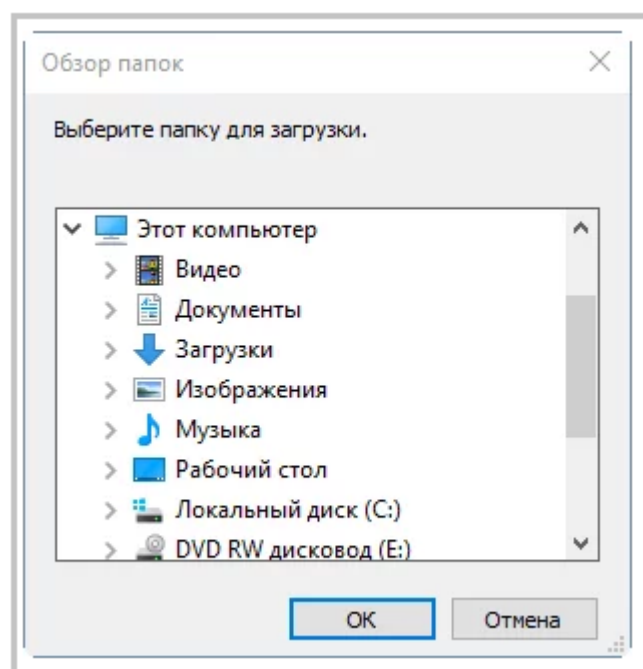 Обзор папок
Выберите папку для загрузки.
Этот компьютер
Видео
Документы
Загрузки
Изображения
Музыка
Рабочий стол
Локальный диск (C:)
DVD RW дисковод (E:)
ОК Отмена